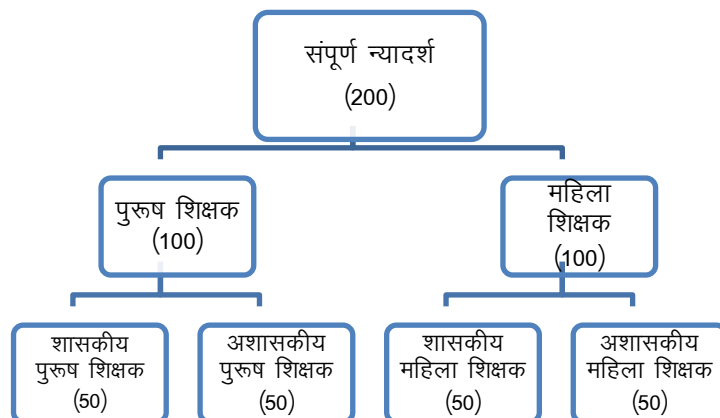 संपूर्ण न्यादर्श
(200)
पुरूष शिक्षक
(100)
महिला
शिक्षक
(100)
शासकीय
पुरूष शिक्षक
(50)
अशासकीय
पुरूष शिक्षक
(50)
शासकीय
महिला शिक्षक
(50)
अशासकीय
महिला शिक्षक
(50)